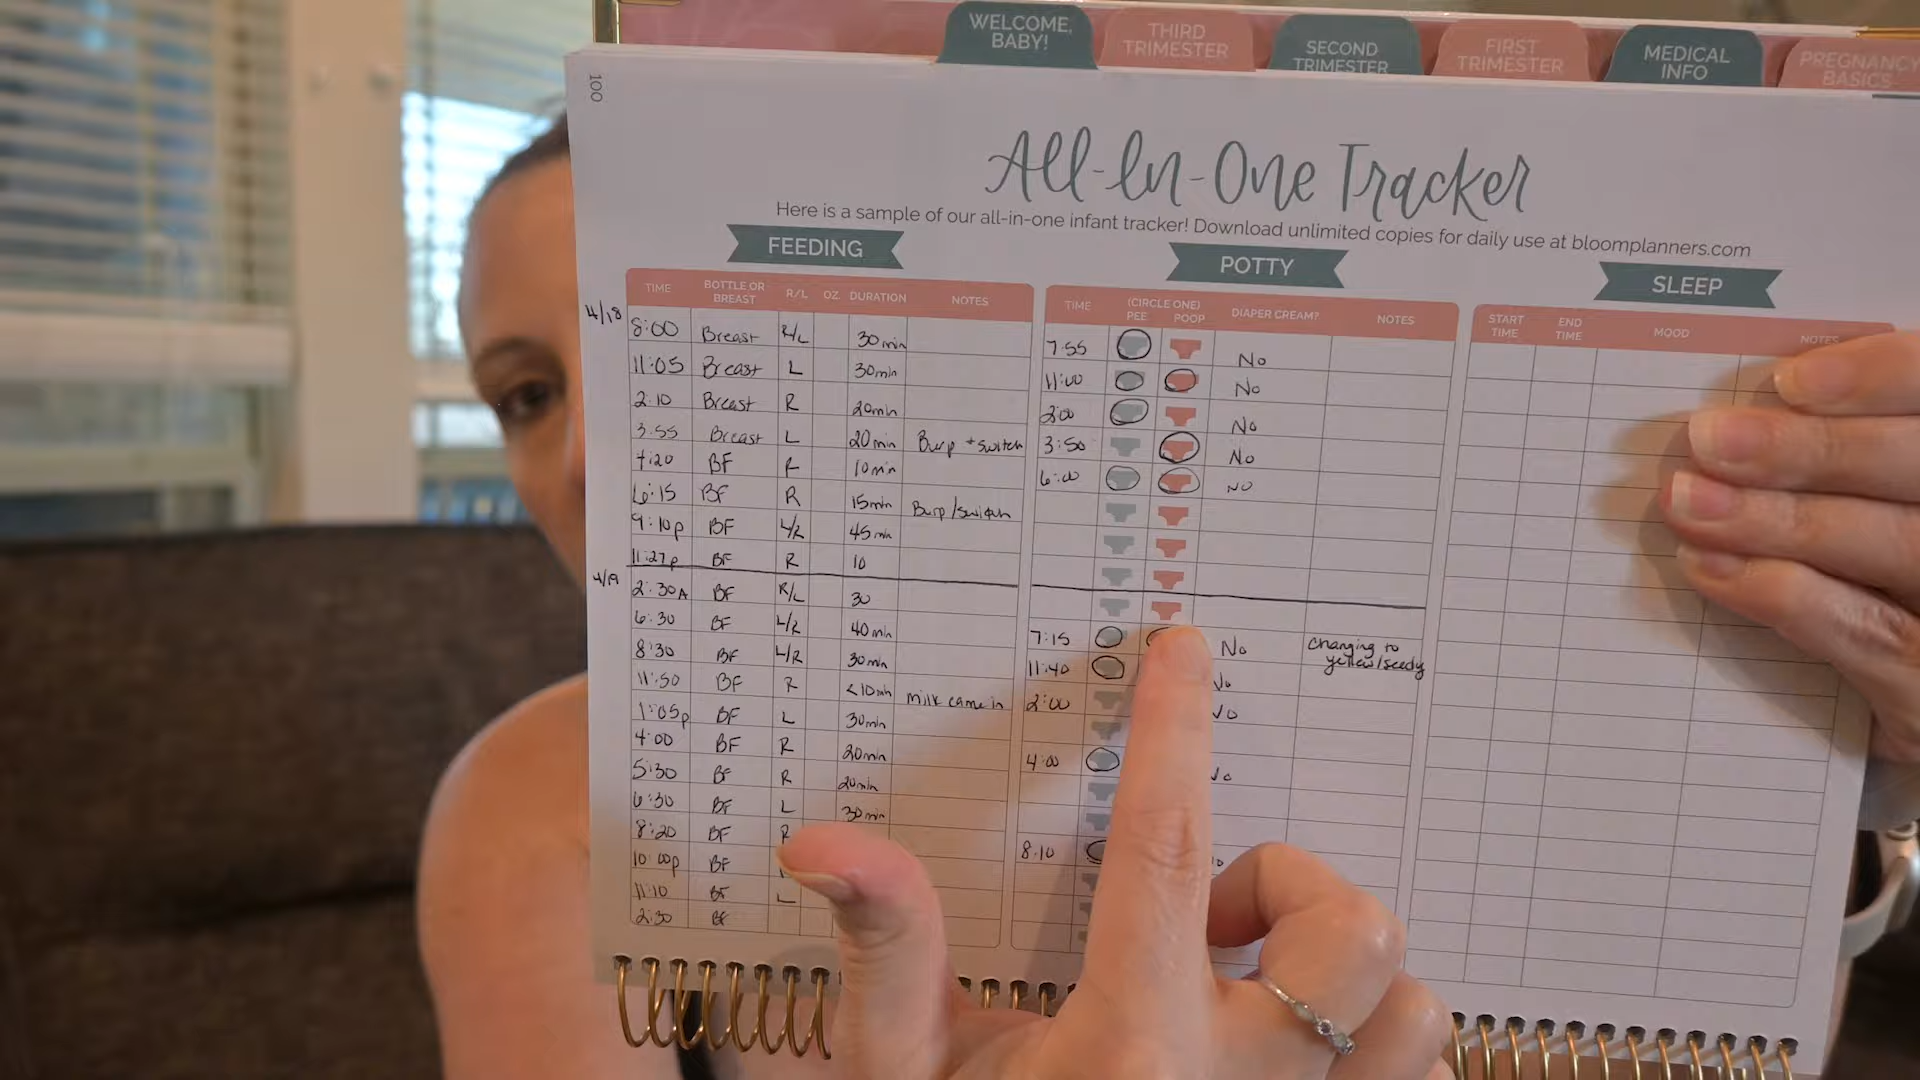 WELCOME, BABY!
THIRD TRIMESTER
SECOND TRIMESTER
FIRST TRIMESTER
MEDICAL INFO
PREGNANCY BASICS
100
All-In-One Tracker
Here is a sample of our all-in-one infant tracker! Download unlimited copies for daily use at bloomplanners.com
FEEDING
TIME BOTTLE OR BREAST R/L OZ. DURATION NOTES
4/18 8:00 Breast R/L 30 min
11:05 Breast L 30 min
2:10 Breast R 20 min
3:55 Breast L 20 min Burp + switch
4:20 BF R 10 min
6:15 BF R 15 min Burp/switch
9:10p BF L/R 45 min
11:27p BF R 10
4/19 2:30A BF R/L 30
6:30 BF L/R 40 min
8:30 BF L/R 30 min
11:50 BF R <10 min milk came in
1:05p BF L 30 min
4:00 BF R 20 min
5:30 BF R 20 min
6:30 BF L 30 min
8:20 BF R
10:00p BF
11:10 BF L
2:30 BF
POTTY
TIME (CIRCLE ONE) PEE POOP DIAPER CREAM? NOTES
7:55 No
11:00 No
2:00 No
3:50 No
6:00 No
7:15 No Changing to yellow/seedy
11:40 No
2:00 No
4:00 No
8:10
SLEEP
START TIME END TIME MOOD NOTES